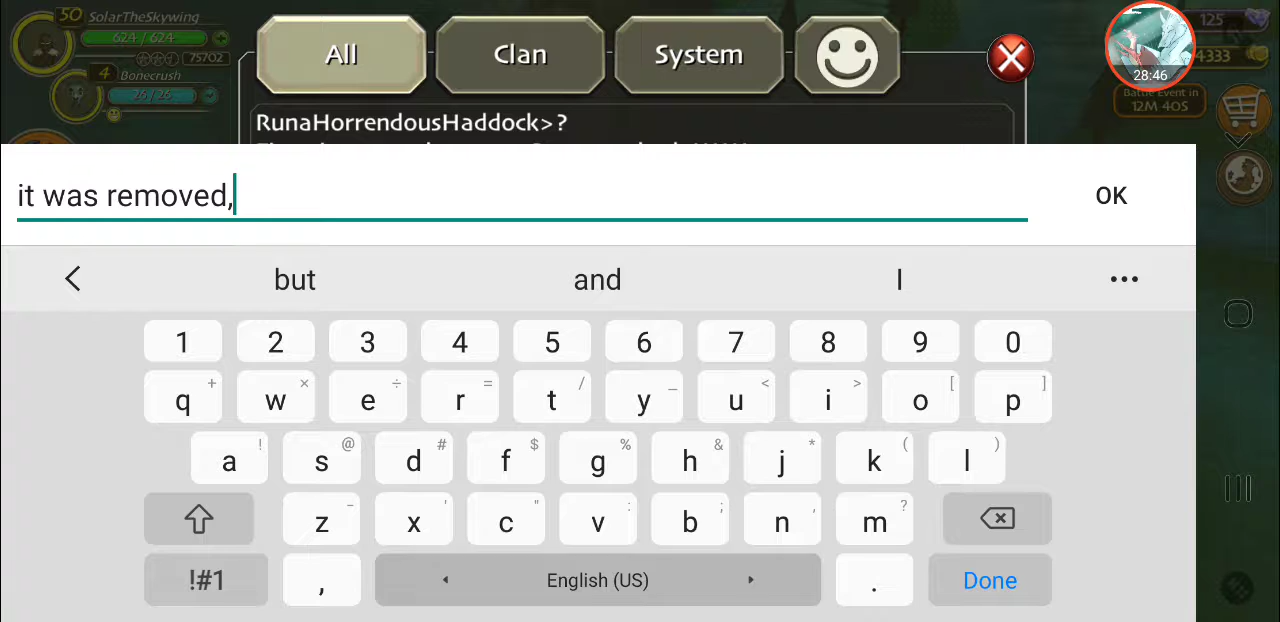 50 SolarTheSkywing
624 / 624
75702
4 Bonecrush
26 / 26
All
Clan
System
28:46
125
4333
Battle Event in
12M 40S
RunaHorrendousHaddock>?
it was removed,
OK
but and I
1 2 3 4 5 6 7 8 9 0
q + w × e ÷ r = t / y _ u < i > o [ p ]
a ! s @ d # f $ g % h & j * k ( l )
z - x ' c " v : b ; n , m ?
!#1 , English (US) . Done